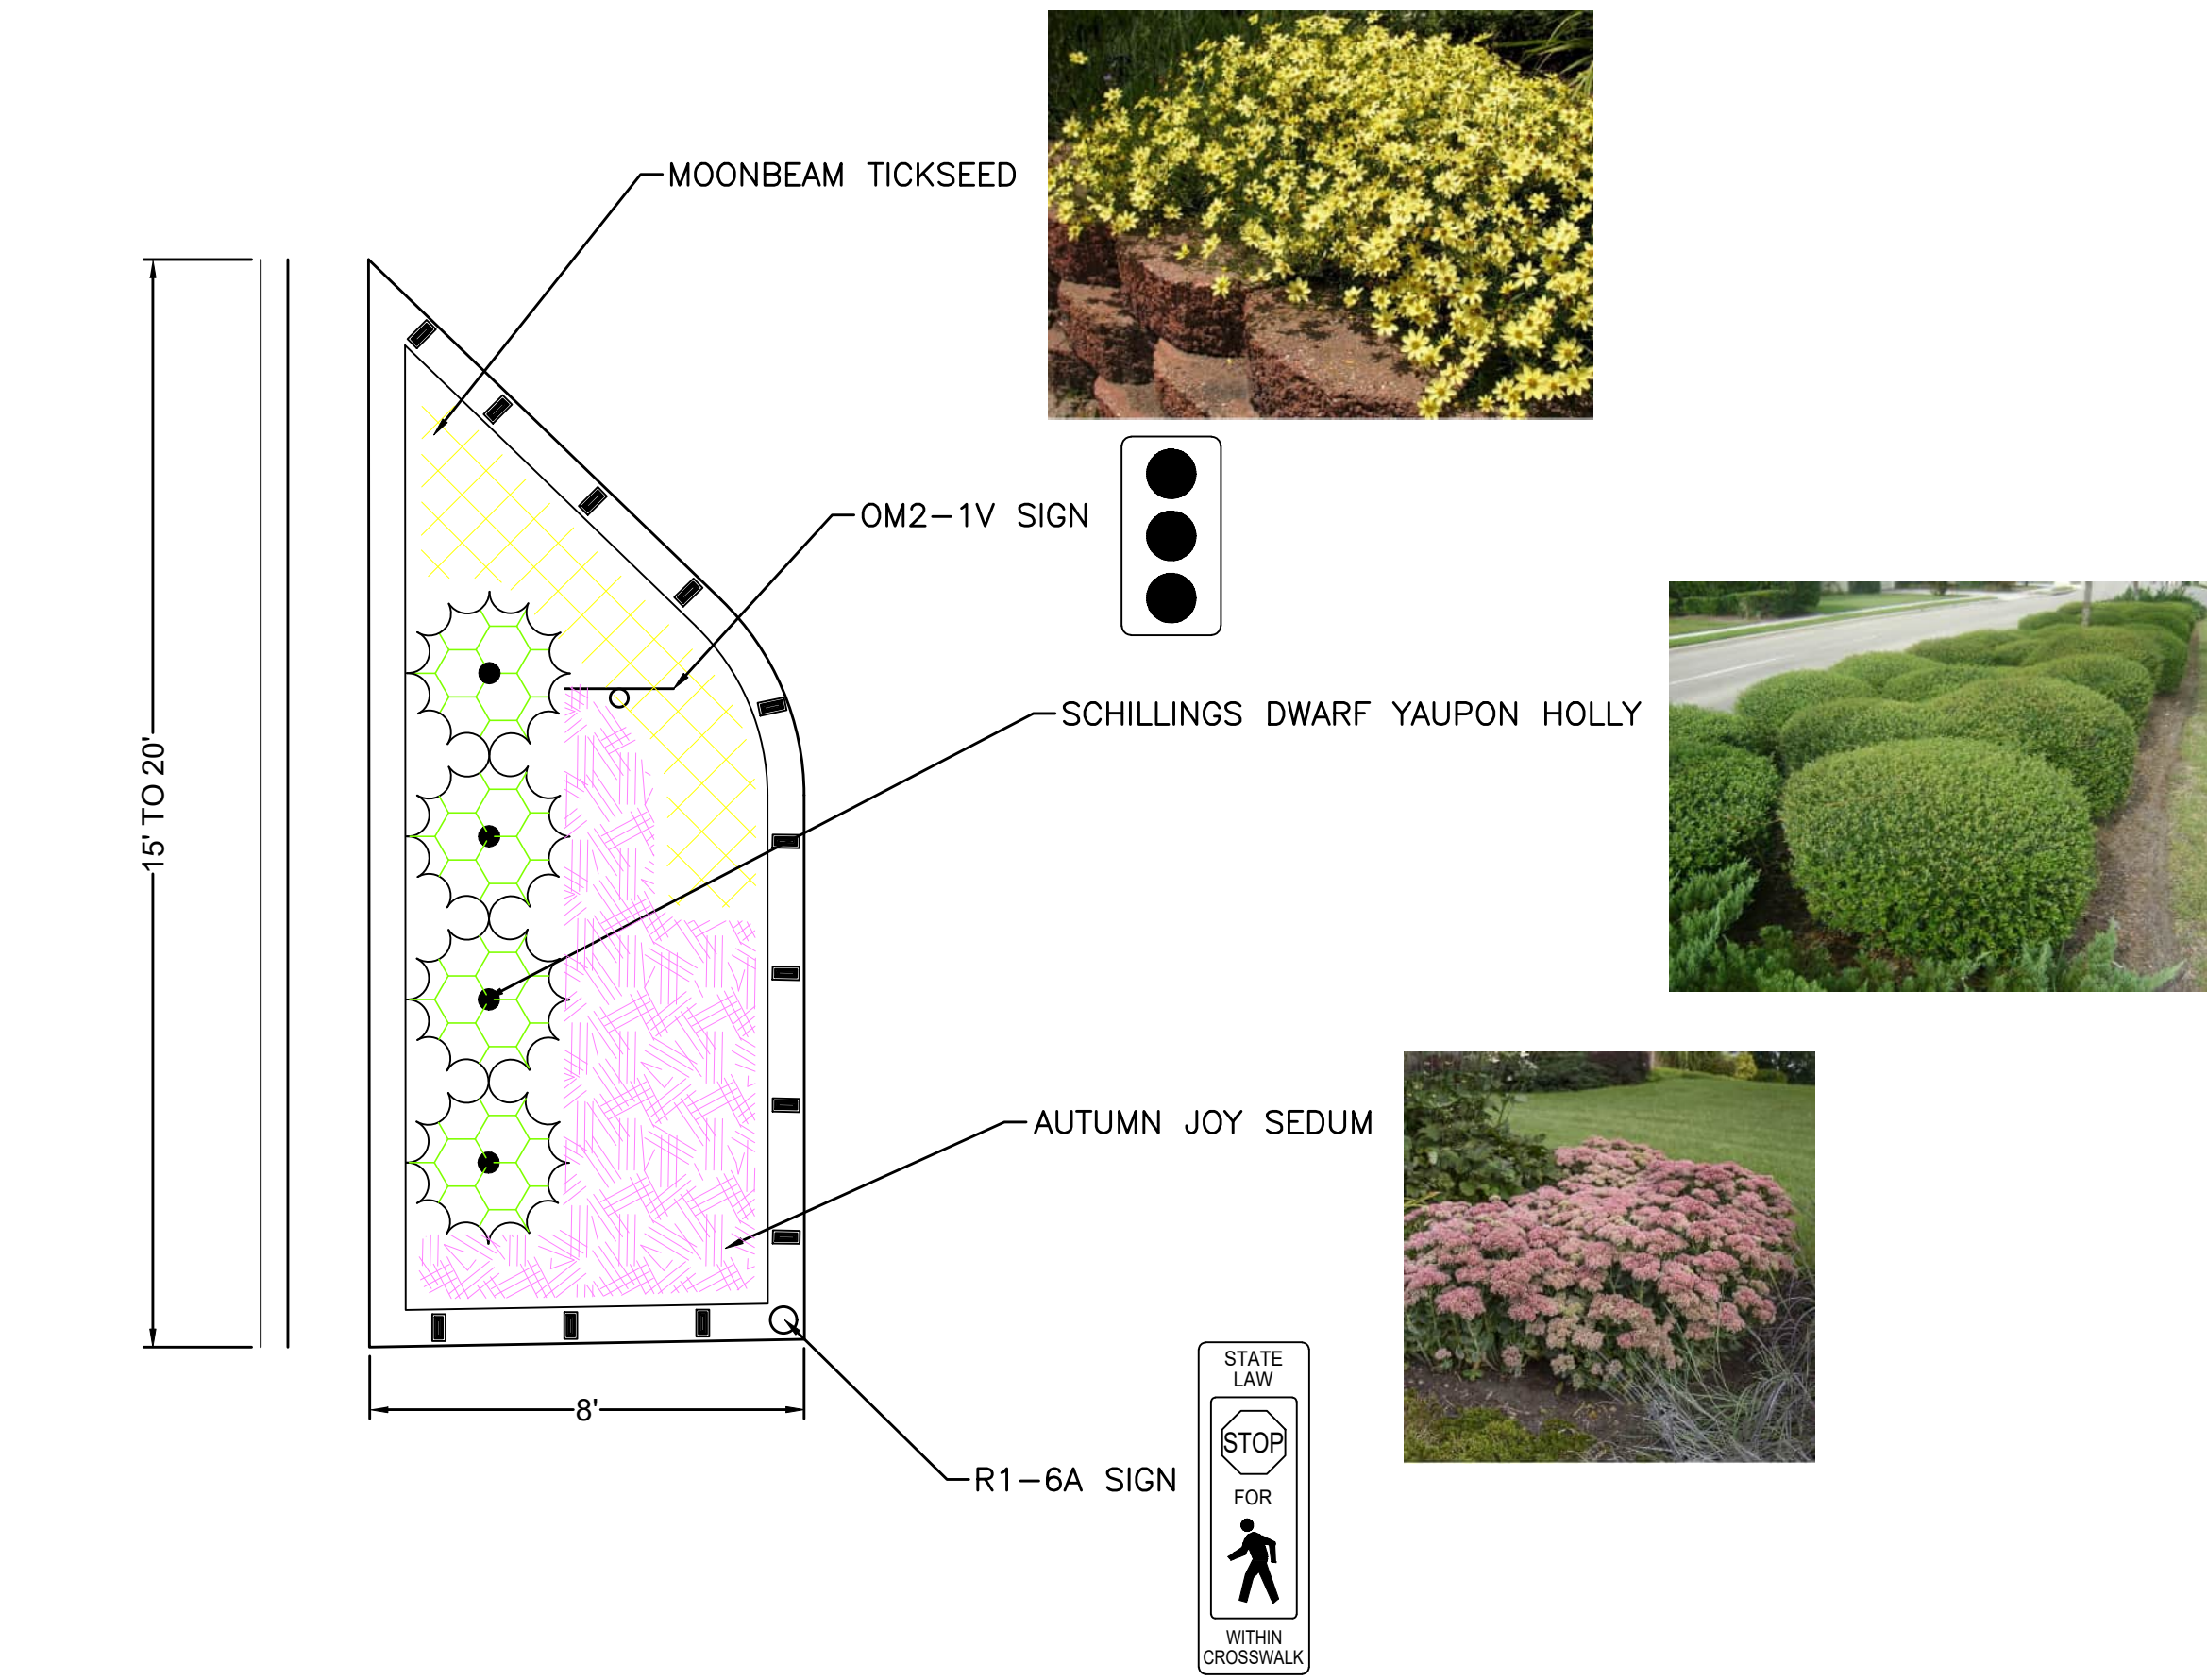 MOONBEAM TICKSEED
OM2-1V SIGN
SCHILLINGS DWARF YAUPON HOLLY
15' TO 20'
AUTUMN JOY SEDUM
8'
R1-6A SIGN
STATE
LAW
STOP
FOR
WITHIN
CROSSWALK